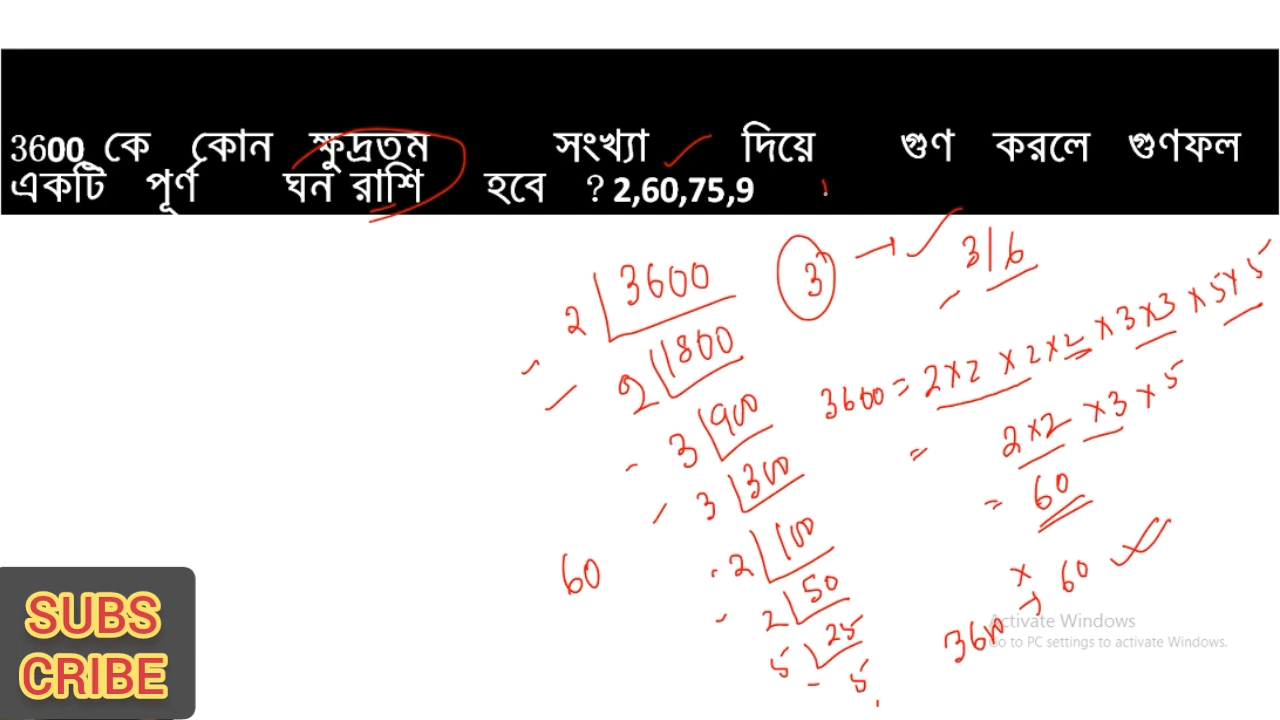 3600 কে কোন ক্ষুদ্রতম সংখ্যা দিয়ে গুণ করলে গুণফল
একটি পূর্ণ ঘন রাশি হবে ? 2,60,75,9
2 3600
2 1800
3 900
3 300
2 100
2 50
5 25
5
60
3 →
3|6
3600 = 2×2 × 2×2 × 3×3 × 5×5
= 2×2 ×3 × 5
= 60
3600 → × 60
SUBS
CRIBE
Activate Windows
Go to PC settings to activate Windows.